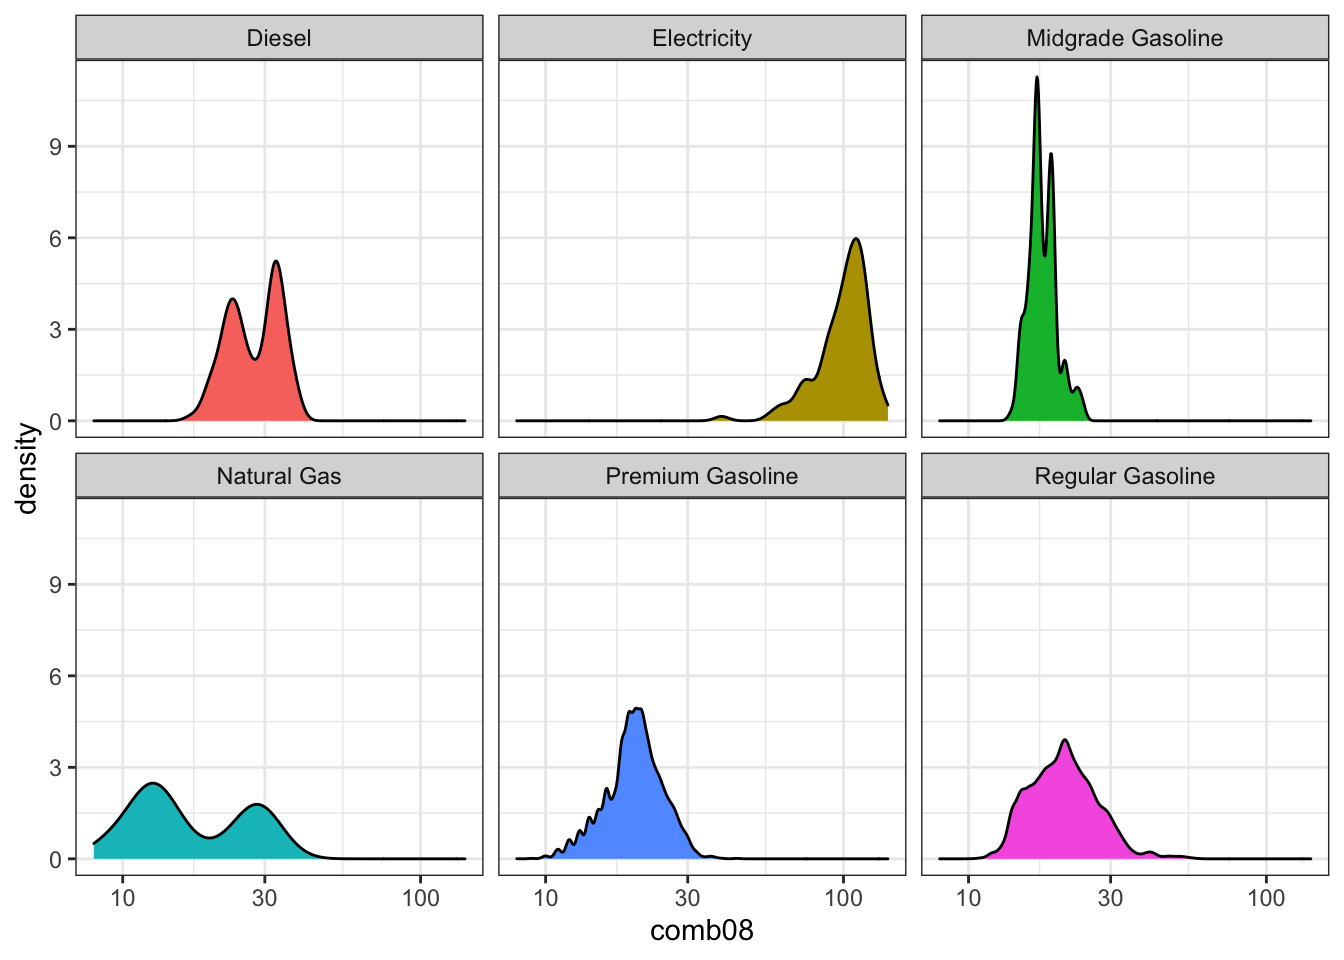 Diesel Electricity Midgrade Gasoline
9
6
3
0
Natural Gas Premium Gasoline Regular Gasoline
9
6
3
0
10 30 100 10 30 100 10 30 100
comb08
density